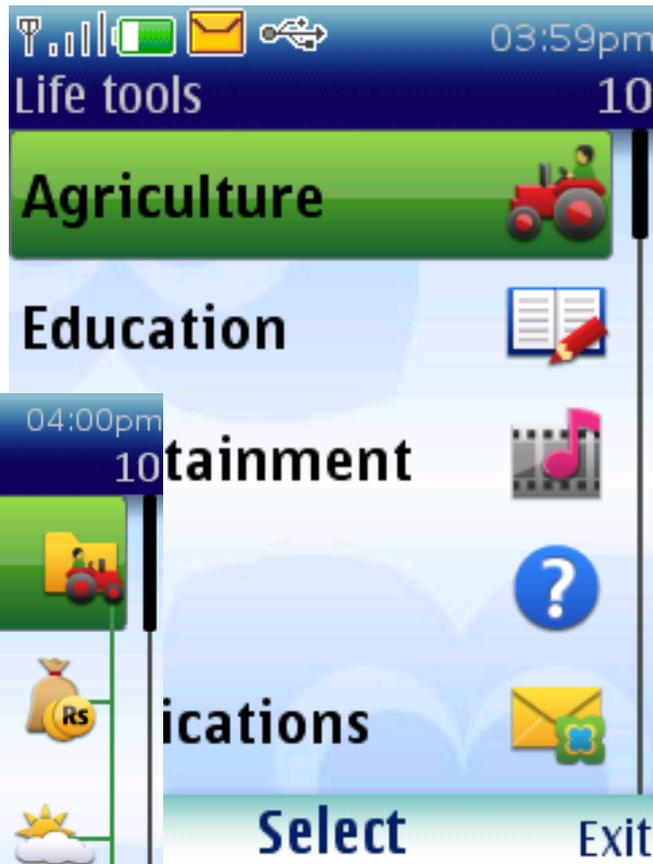 03:59pm
Life tools 10
Agriculture
Education
04:00pm
10
tainment
?
Rs
ications
Select Exit